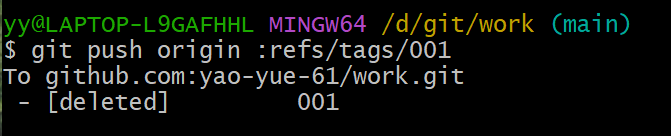 yy@LAPTOP-L9GAFHHL MINGW64 /d/git/work (main)
$ git push origin :refs/tags/001
To github.com:yao-yue-61/work.git
 - [deleted]         001